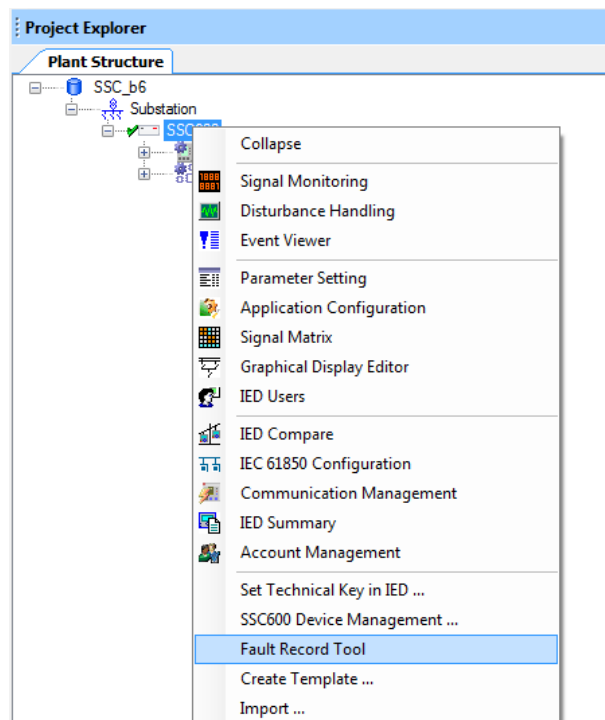 Project Explorer
Plant Structure
SSC_b6
Substation
Collapse
Signal Monitoring
Disturbance Handling
Event Viewer
Parameter Setting
Application Configuration
Signal Matrix
Graphical Display Editor
IED Users
IED Compare
IEC 61850 Configuration
Communication Management
IED Summary
Account Management
Set Technical Key in IED ...
SSC600 Device Management ...
Fault Record Tool
Create Template ...
Import ...